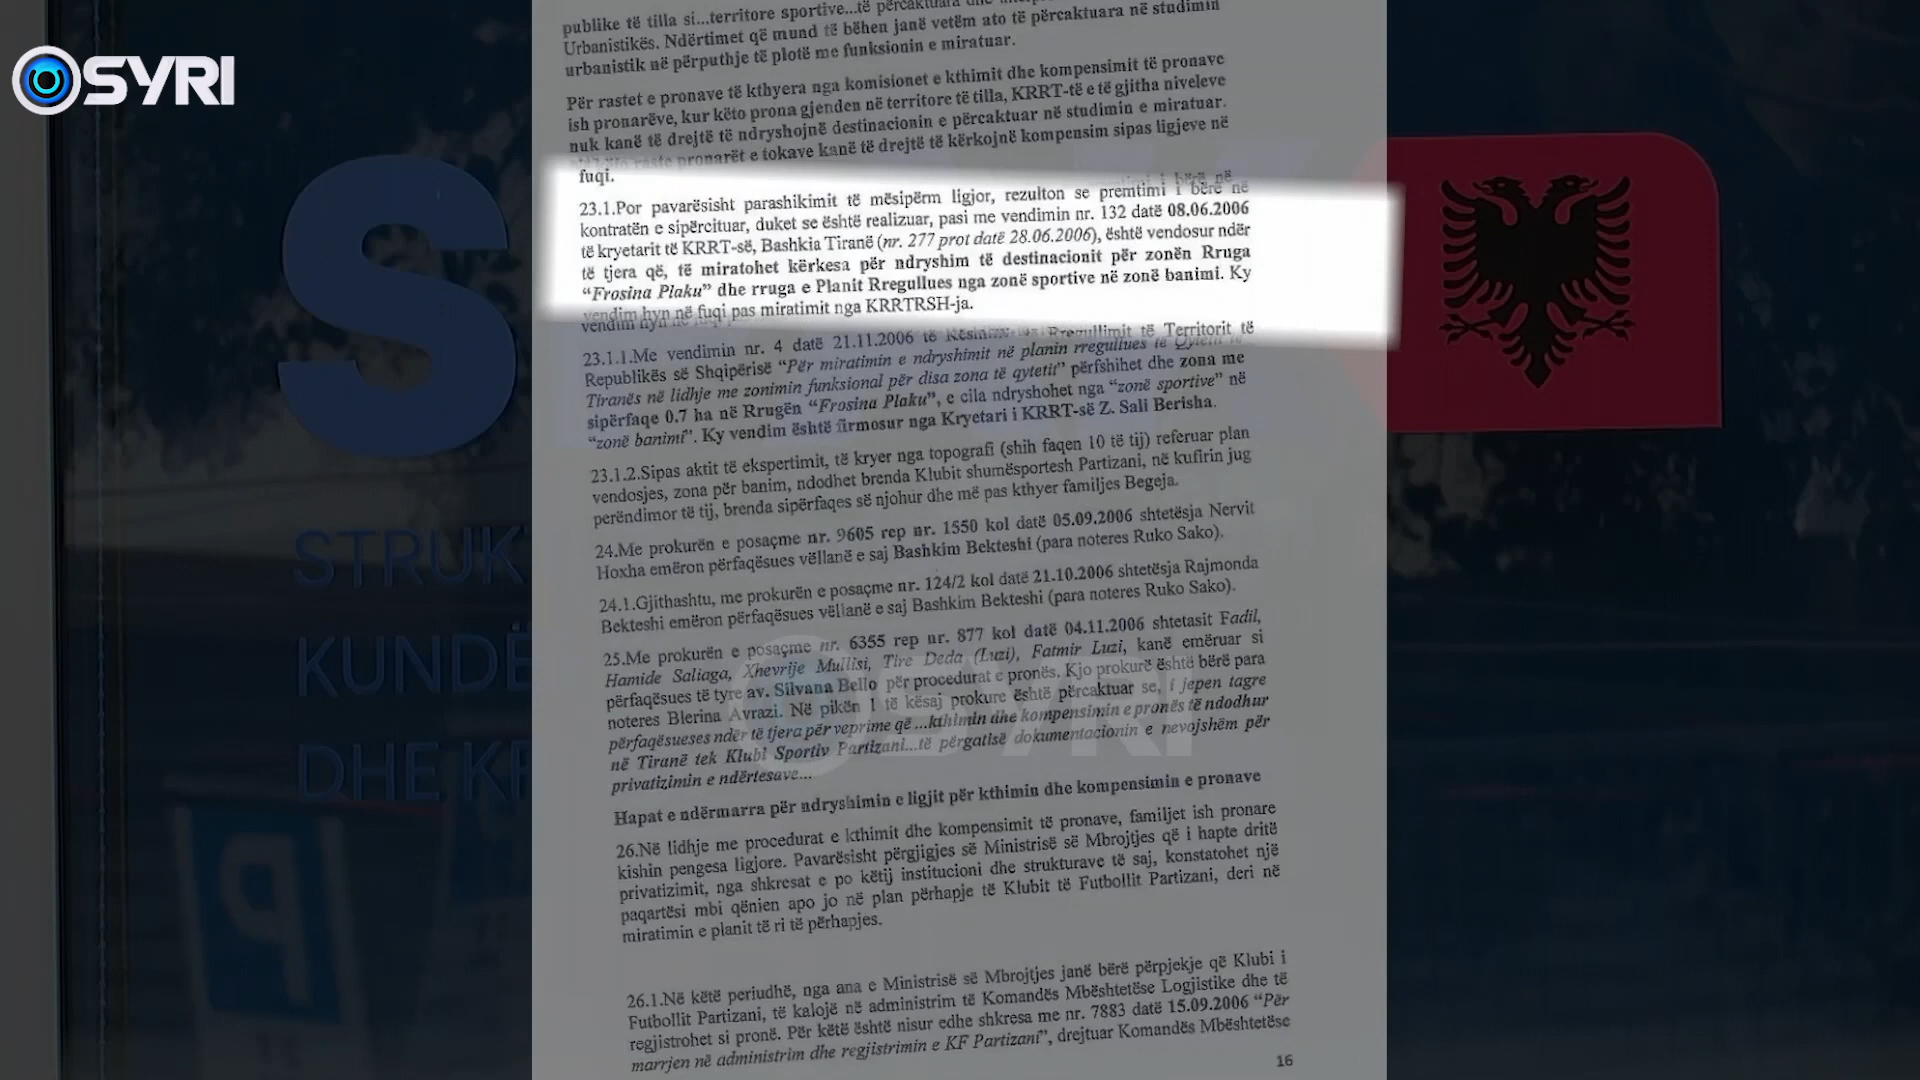 SYRI
publike të tilla si...territore sportive...të përcaktuara
Urbanistikës. Ndërtimet që mund të bëhen janë vetëm ato të përcaktuara në studimin
urbanistik në përputhje të plotë me funksionin e miratuar.
Për rastet e pronave të kthyera nga komisionet e kthimit dhe kompensimit të pronave
ish pronarëve, kur këto prona gjenden në territore të tilla, KRRT-të e të gjitha niveleve
nuk kanë të drejtë të ndryshojnë destinacionin e përcaktuar në studimin e miratuar.
raste pronarët e tokave kanë të drejtë të kërkojnë kompensim sipas ligjeve në
fuqi.
23.1.Por pavarësisht parashikimit të mësipërm ligjor, rezulton se premtimi i bërë në
kontratën e sipërcituar, duket se është realizuar, pasi me vendimin nr. 132 datë 08.06.2006
të kryetarit të KRRT-së, Bashkia Tiranë (nr. 277 prot datë 28.06.2006), është vendosur ndër
të tjera që, të miratohet kërkesa për ndryshim të destinacionit për zonën Rruga
“Frosina Plaku” dhe rruga e Planit Rregullues nga zonë sportive në zonë banimi. Ky
vendim hyn në fuqi pas miratimit nga KRRTRSH-ja.
23.1.1.Me vendimin nr. 4 datë 21.11.2006 të Rregullimit të Territorit të
Republikës së Shqipërisë “Për miratimin e ndryshimit në planin rregullues të Qytetit të
Tiranës në lidhje me zonimin funksional për disa zona të qytetit” përfshihet dhe zona me
sipërfaqe 0.7 ha në Rrugën “Frosina Plaku”, e cila ndryshohet nga “zonë sportive” në
“zonë banimi”. Ky vendim është firmosur nga Kryetari i KRRT-së Z. Sali Berisha.
23.1.2.Sipas aktit të ekspertimit, të kryer nga topografi (shih faqen 10 të tij) referuar plan
vendosjes, zona për banim, ndodhet brenda Klubit shumësportesh Partizani, në kufirin jug
perëndimor të tij, brenda sipërfaqes së njohur dhe më pas kthyer familjes Begeja.
24.Me prokurën e posaçme nr. 9605 rep nr. 1550 kol datë 05.09.2006 shtetësja Nervit
Hoxha emëron përfaqësues vëllanë e saj Bashkim Bekteshi (para noteres Ruko Sako).
24.1.Gjithashtu, me prokurën e posaçme nr. 124/2 kol datë 21.10.2006 shtetësja Rajmonda
Bekteshi emëron përfaqësues vëllanë e saj Bashkim Bekteshi (para noteres Ruko Sako).
25.Me prokurën e posaçme nr. 6355 rep nr. 877 kol datë 04.11.2006 shtetasit Fadil,
Hamide Saliaga, Xhevrije Mullisi, Tire Deda (Luzi), Fatmir Luzi, kanë emëruar si
përfaqësues të tyre av. Silvana Bello për procedurat e pronës. Kjo prokurë është bërë para
noteres Blerina Avrazi. Në pikën 1 të kësaj prokure është përcaktuar se, i jepen tagre
përfaqësueses ndër të tjera për veprime që ...kthimin dhe kompensimin e pronës të ndodhur
në Tiranë tek Klubi Sportiv Partizani...të përgatisë dokumentacionin e nevojshëm për
privatizimin e ndërtesave...
Hapat e ndërmarra për ndryshimin e ligjit për kthimin dhe kompensimin e pronave
26.Në lidhje me procedurat e kthimit dhe kompensimit të pronave, familjet ish pronare
kishin pengesa ligjore. Pavarësisht përgjigjes së Ministrisë së Mbrojtjes që i hapte dritë
privatizimit, nga shkresat e po këtij institucioni dhe strukturave të saj, konstatohet një
paqartësi mbi qënien apo jo në plan përhapje të Klubit të Futbollit Partizani, deri në
miratimin e planit të ri të përhapjes.
26.1.Në këtë periudhë, nga ana e Ministrisë së Mbrojtjes janë bërë përpjekje që Klubi i
Futbollit Partizani, të kalojë në administrim të Komandës Mbështetëse Logjistike dhe të
regjistrohet si pronë. Për këtë është nisur edhe shkresa me nr. 7883 datë 15.09.2006 “Për
marrjen në administrim dhe regjistrimin e KF Partizani”, drejtuar Komandës Mbështetëse
16
S
STRUK
KUNDË
DHE K
P
SYRI